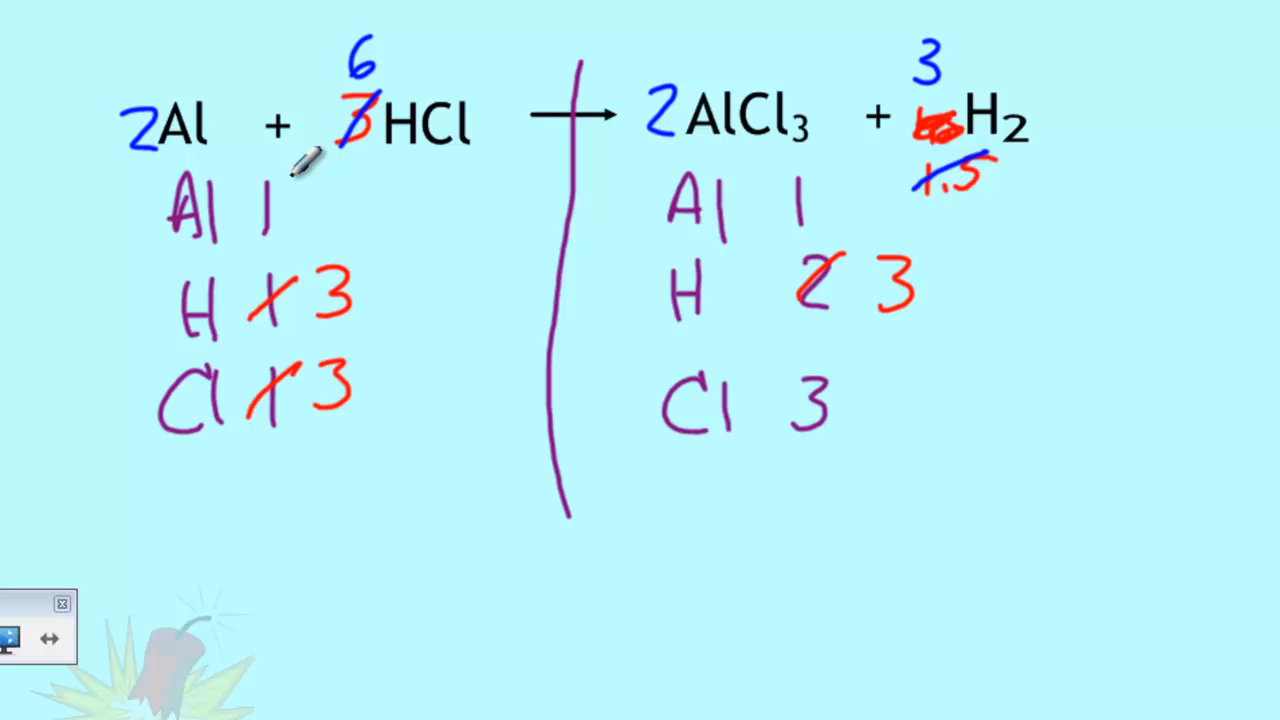 6 3
2Al + 3HCl → 2AlCl₃ + H₂
1.5
Al 1 Al 1
H 1 3 H 2 3
Cl 1 3 Cl 3